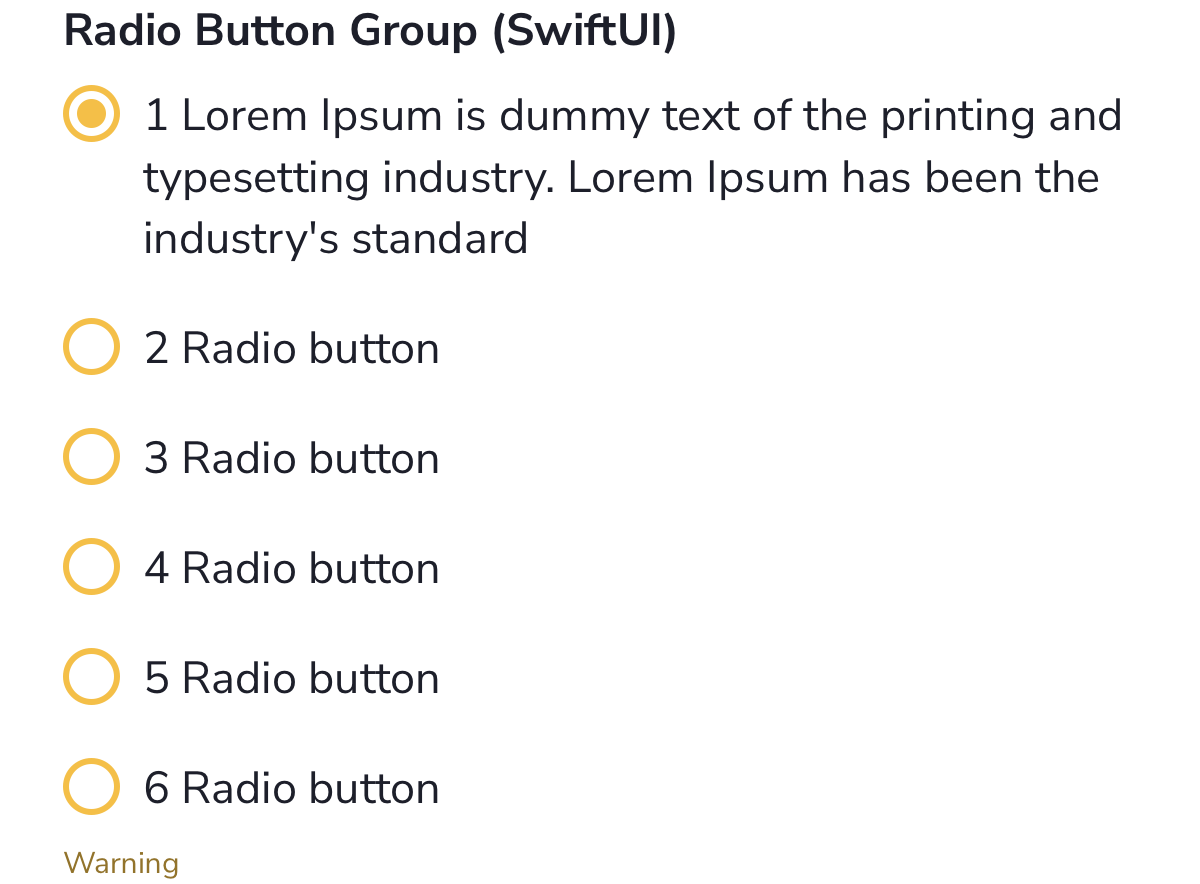 Radio Button Group (SwiftUI)
1 Lorem Ipsum is dummy text of the printing and
typesetting industry. Lorem Ipsum has been the
industry's standard
2 Radio button
3 Radio button
4 Radio button
5 Radio button
6 Radio button
Warning